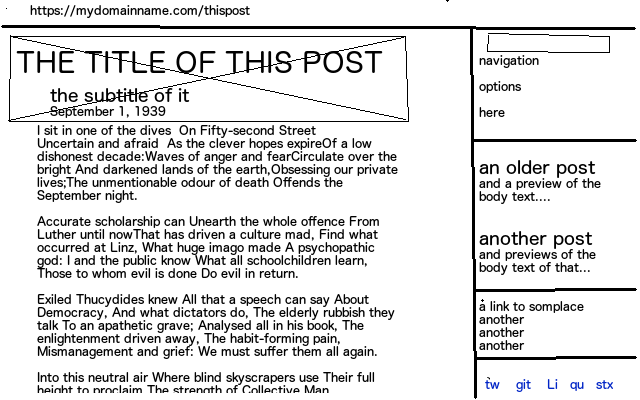 https://mydomainname.com/thispost
THE TITLE OF THIS POST
the subtitle of it
September 1, 1939
I sit in one of the dives  On Fifty-second Street
Uncertain and afraid  As the clever hopes expireOf a low
dishonest decade:Waves of anger and fearCirculate over the
bright And darkened lands of the earth,Obsessing our private
lives;The unmentionable odour of death Offends the
September night.
Accurate scholarship can Unearth the whole offence From
Luther until nowThat has driven a culture mad, Find what
occurred at Linz, What huge imago made A psychopathic
god: I and the public know What all schoolchildren learn,
Those to whom evil is done Do evil in return.
Exiled Thucydides knew All that a speech can say About
Democracy, And what dictators do, The elderly rubbish they
talk To an apathetic grave; Analysed all in his book, The
enlightenment driven away, The habit-forming pain,
Mismanagement and grief: We must suffer them all again.
Into this neutral air Where blind skyscrapers use Their full
height to proclaim The strength of Collective Man
navigation
options
here
an older post
and a preview of the
body text....
another post
and previews of the
body text of that...
a link to somplace
another
another
another
tw git Li qu stx